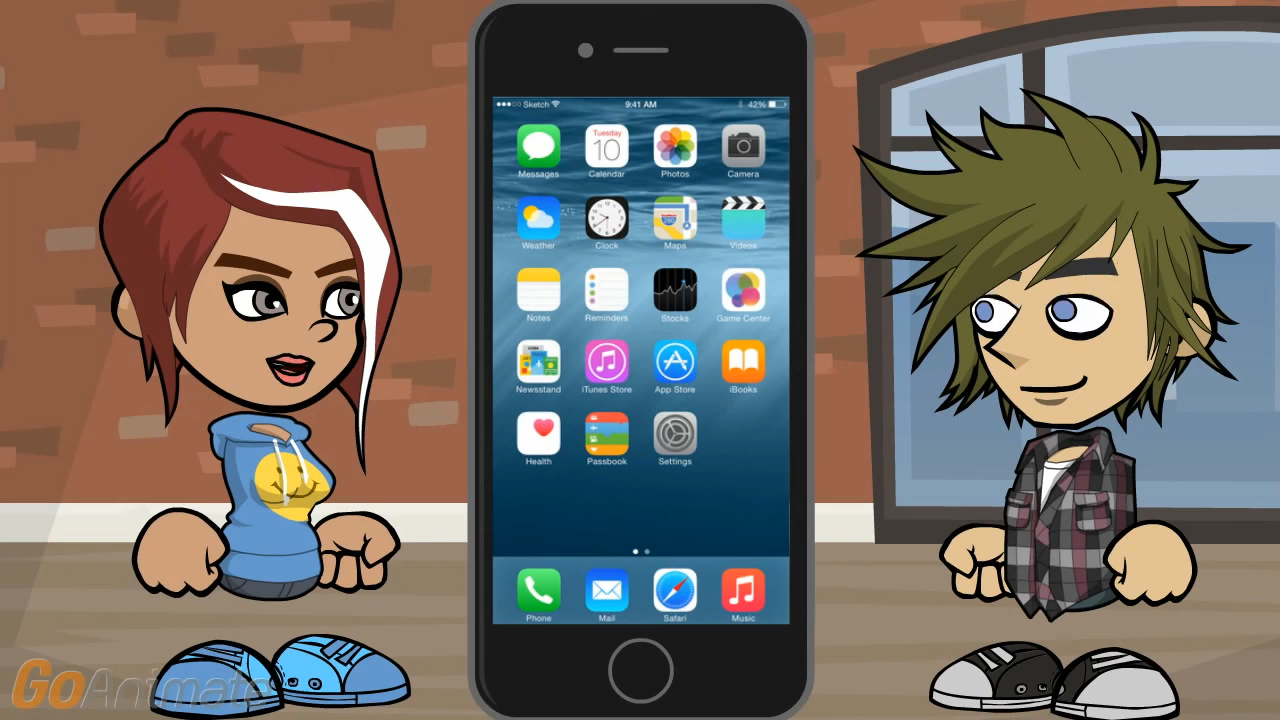 Sketch 9:41 AM 42%
Tuesday
10
Messages Calendar Photos Camera
Weather Clock Maps Videos
Notes Reminders Stocks Game Center
Newsstand iTunes Store App Store iBooks
Health Passbook Settings
Phone Mail Safari Music
GoAnimate